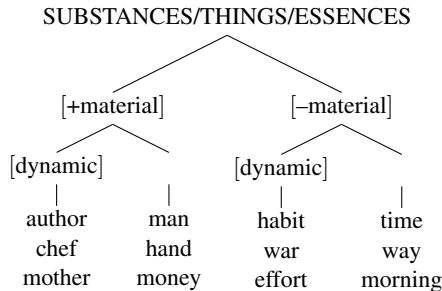 SUBSTANCES/THINGS/ESSENCES
[+material] [–material]
[dynamic] [dynamic]
author man habit time
chef hand war way
mother money effort morning